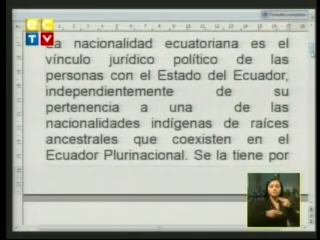 ec
TV
La nacionalidad ecuatoriana es el
vínculo jurídico político de las
personas con el Estado del Ecuador,
independientemente de su
pertenencia a una de las
nacionalidades indígenas de raíces
ancestrales que coexisten en el
Ecuador Plurinacional. Se la tiene por